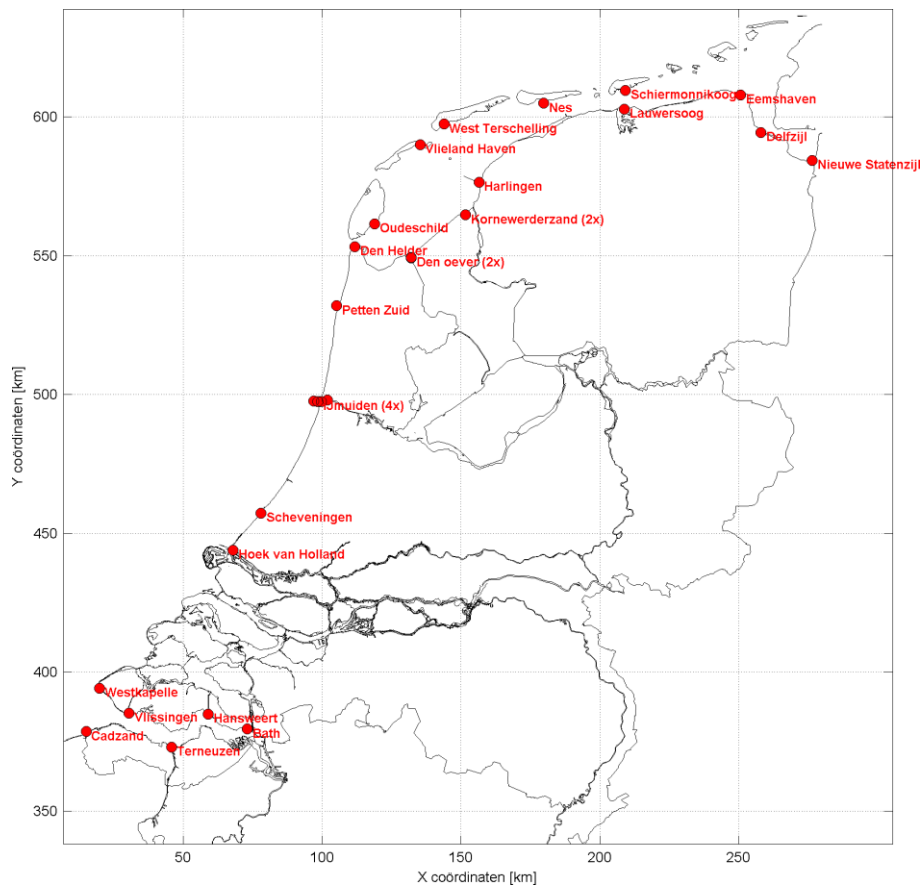 Schiermonnikoog
Eemshaven
Nes
Lauwersoog
600
West Terschelling
Delfzijl
Vlieland Haven
Nieuwe Statenzijl
Harlingen
Kornewerderzand (2x)
Oudeschild
Den Helder
550
Den oever (2x)
Petten Zuid
500
IJmuiden (4x)
Y coördinaten [km]
Scheveningen
450
Hoek van Holland
400
Westkapelle
Vlissingen
Hansweert
Cadzand
Bath
Terneuzen
350
50
100
150
200
250
X coördinaten [km]